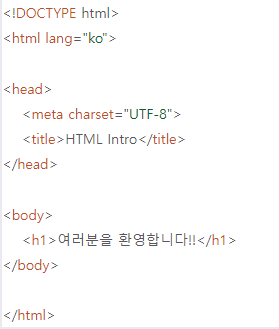 <!DOCTYPE html>
<html lang="ko">
<head>
<meta charset="UTF-8">
<title>HTML Intro</title>
</head>
<body>
<h1>여러분을 환영합니다!!</h1>
</body>
</html>